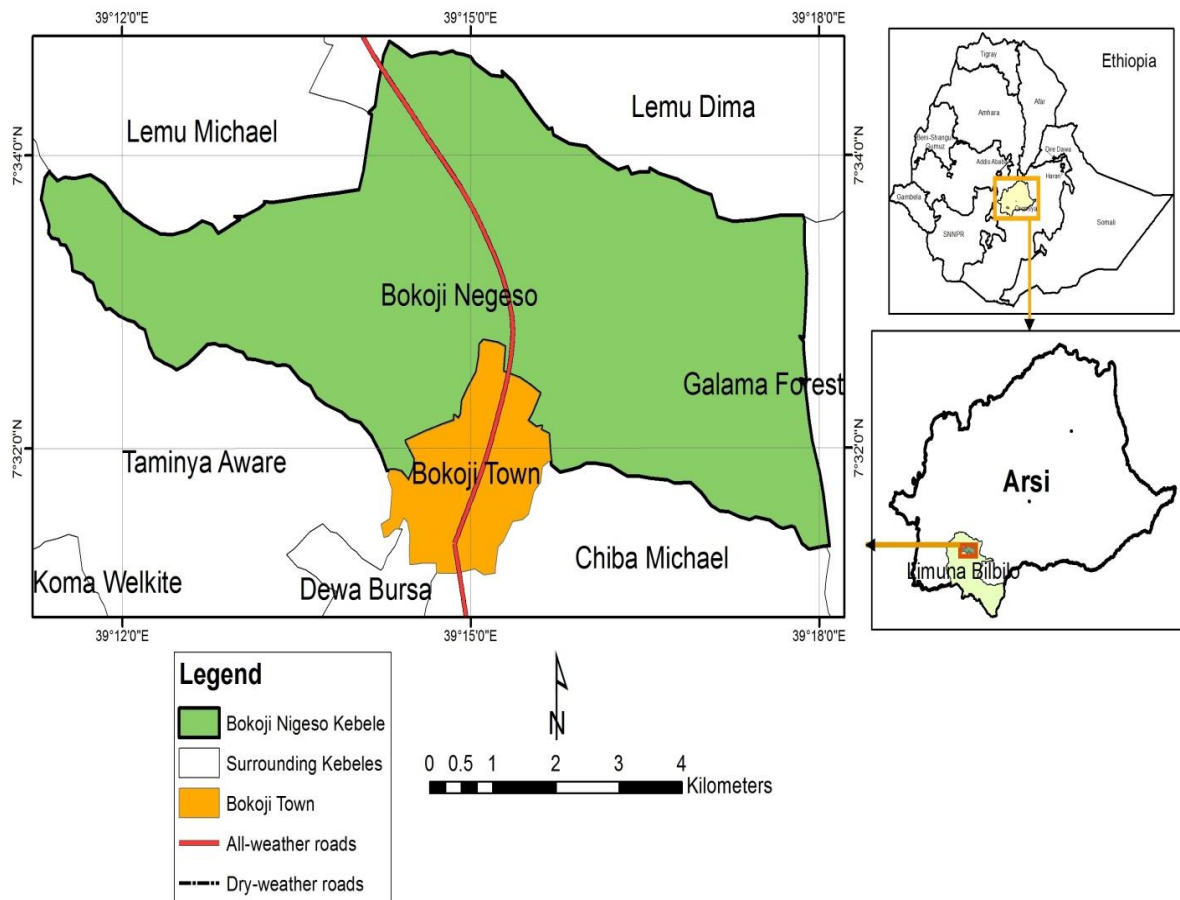 39°12'0"E
39°15'0"E
39°18'0"E
7°34'0"N
7°34'0"N
7°32'0"N
7°32'0"N
Lemu Michael
Lemu Dima
Bokoji Negeso
Galama Forest
Taminya Aware
Bokoji Town
Chiba Michael
Koma Welkite
Dewa Bursa
39°12'0"E
39°15'0"E
39°18'0"E
Ethiopia
Tigray
Afar
Amhara
Beni-Shangu
Gumuz
Addis Ababa
Dire Dawa
Harari
Gambela
Oromiya
SNNPR
Somali
Arsi
Limuna Bilbilo
Legend
Bokoji Nigeso Kebele
Surrounding Kebeles
Bokoji Town
All-weather roads
Dry-weather roads
N
0 0.5 1 2 3 4
Kilometers